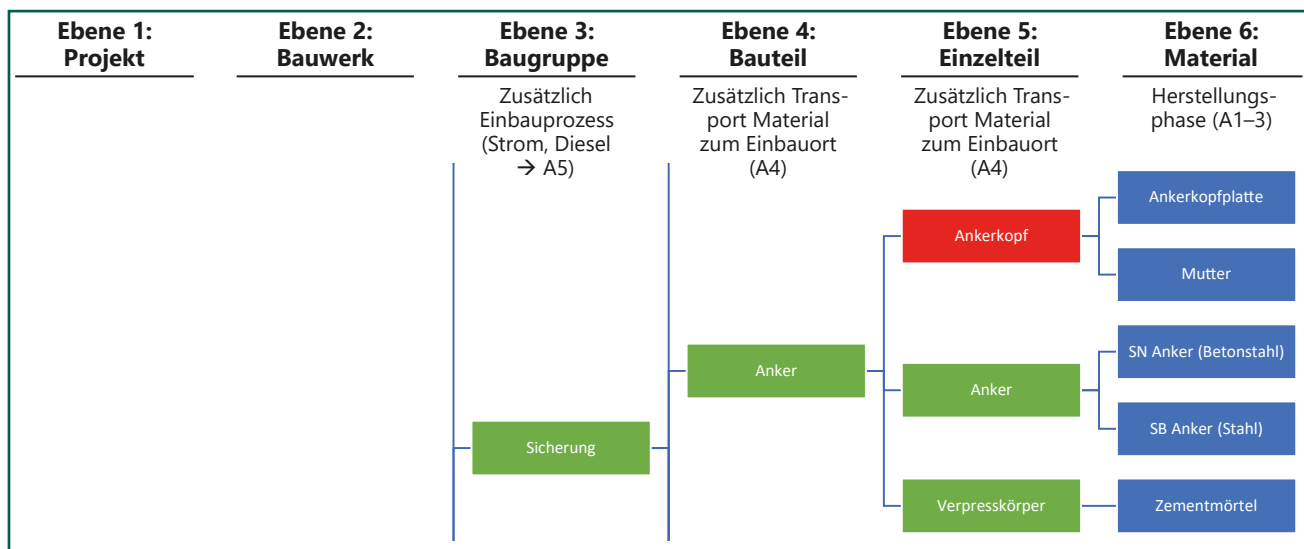 Ebene 1:
Projekt
Ebene 2:
Bauwerk
Ebene 3:
Baugruppe
Zusätzlich
Einbauprozess
(Strom, Diesel
→ A5)
Ebene 4:
Bauteil
Zusätzlich Trans-
port Material
zum Einbauort
(A4)
Ebene 5:
Einzelteil
Zusätzlich Trans-
port Material
zum Einbauort
(A4)
Ebene 6:
Material
Herstellungs-
phase (A1–3)
Sicherung
Anker
Ankerkopf
Anker
Verpresskörper
Ankerkopfplatte
Mutter
SN Anker (Betonstahl)
SB Anker (Stahl)
Zementmörtel